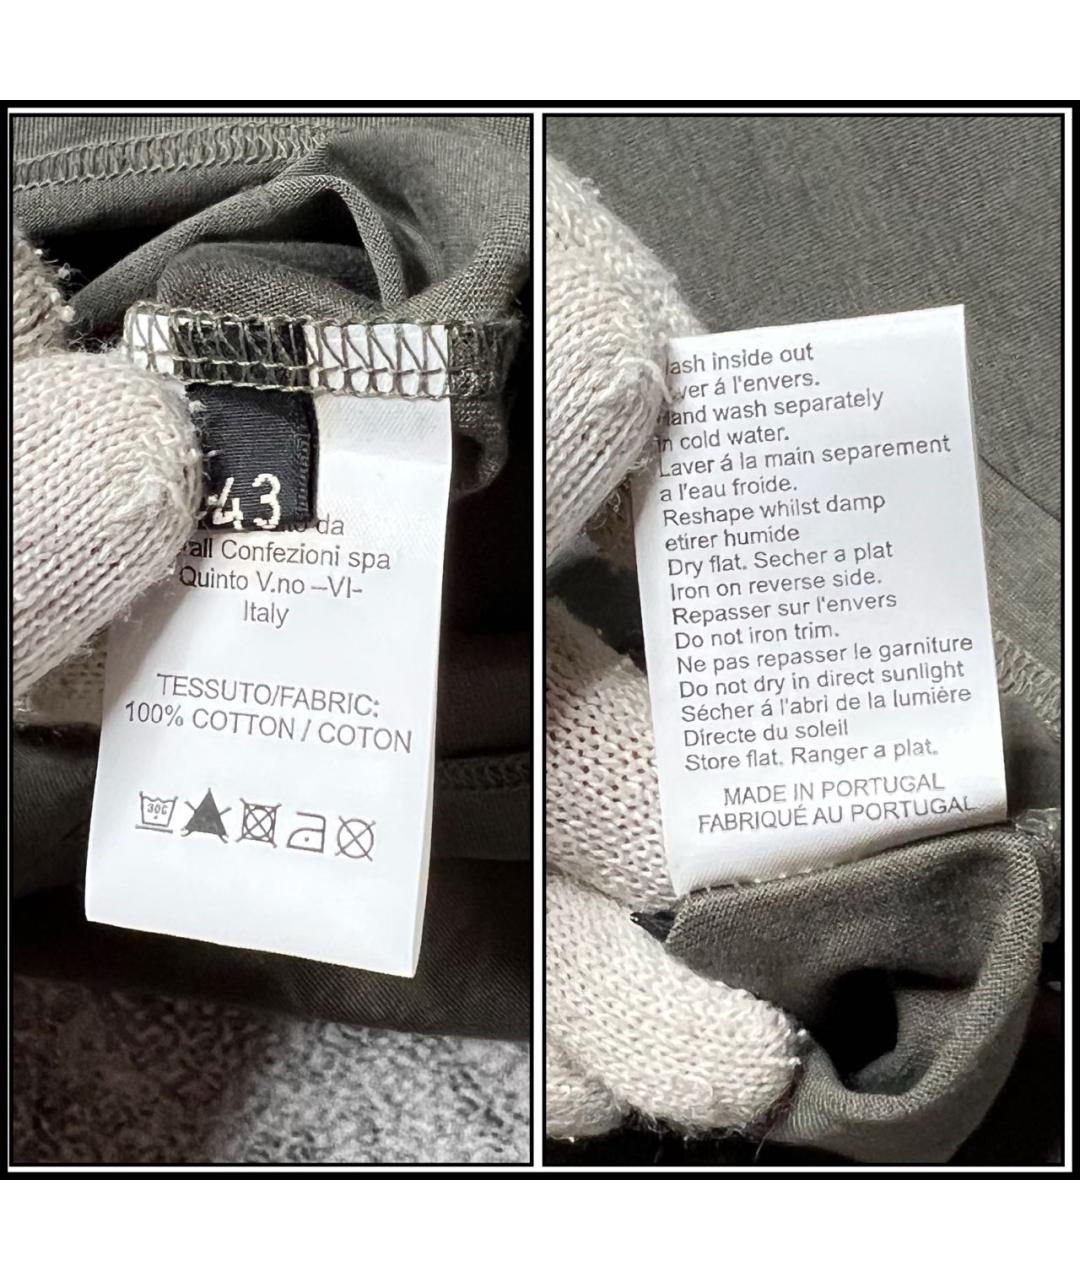 43
da
all Confezioni spa
Quinto V.no –VI-
Italy
TESSUTO/FABRIC:
100% COTTON / COTON
30C
ash inside out
ver á l'envers.
and wash separately
in cold water.
Laver á la main separement
a l'eau froide.
Reshape whilst damp
etirer humide
Dry flat. Secher a plat
Iron on reverse side.
Repasser sur l'envers
Do not iron trim.
Ne pas repasser le garniture
Do not dry in direct sunlight
Sécher á l'abri de la lumière
Directe du soleil
Store flat. Ranger a plat.
MADE IN PORTUGAL
FABRIQUÉ AU PORTUGAL